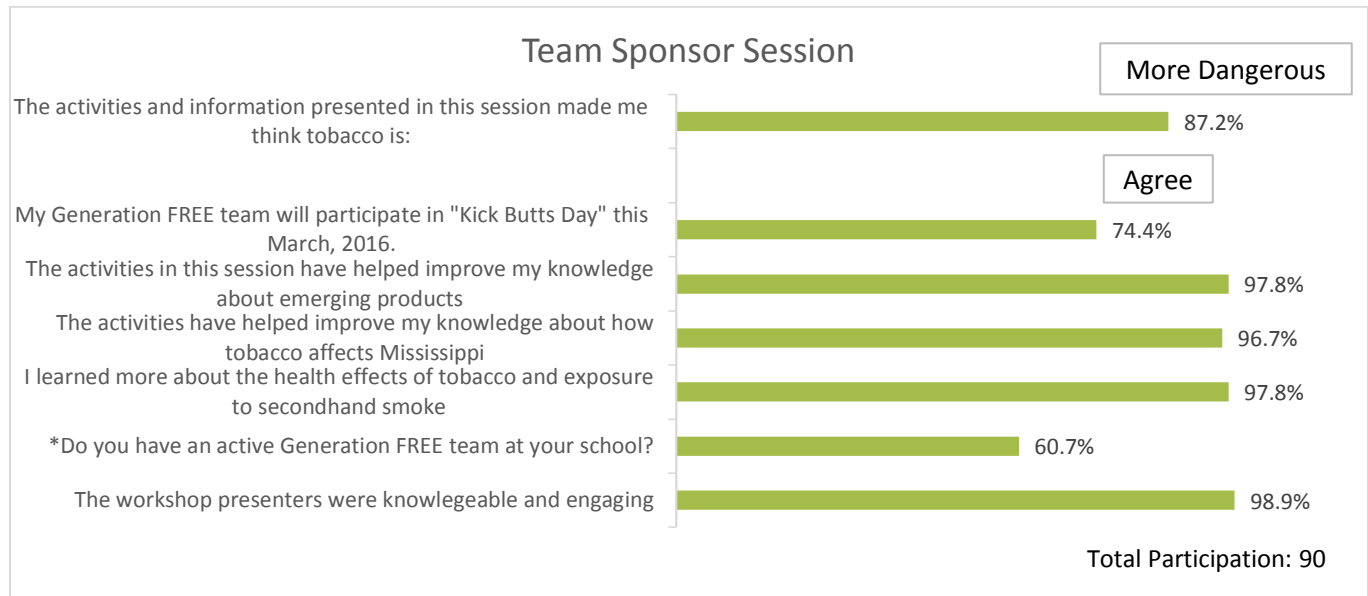 Team Sponsor Session
More Dangerous
The activities and information presented in this session made me
think tobacco is:
87.2%
Agree
My Generation FREE team will participate in "Kick Butts Day" this
March, 2016.
74.4%
The activities in this session have helped improve my knowledge
about emerging products
97.8%
The activities have helped improve my knowledge about how
tobacco affects Mississippi
96.7%
I learned more about the health effects of tobacco and exposure
to secondhand smoke
97.8%
*Do you have an active Generation FREE team at your school?
60.7%
The workshop presenters were knowlegeable and engaging
98.9%
Total Participation: 90